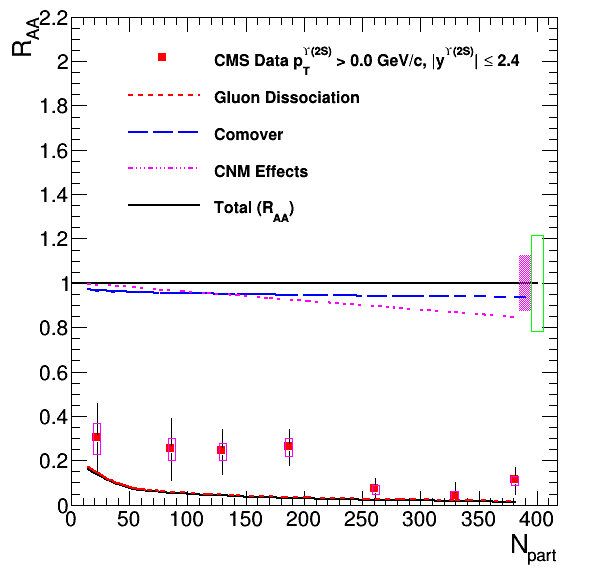 R_AA
2.2
2
1.8
1.6
1.4
1.2
1
0.8
0.6
0.4
0.2
0
CMS Data p_T^ϒ(2S) > 0.0 GeV/c, |y^ϒ(2S)| ≤ 2.4
Gluon Dissociation
Comover
CNM Effects
Total (R_AA)
0 50 100 150 200 250 300 350 400
N_part